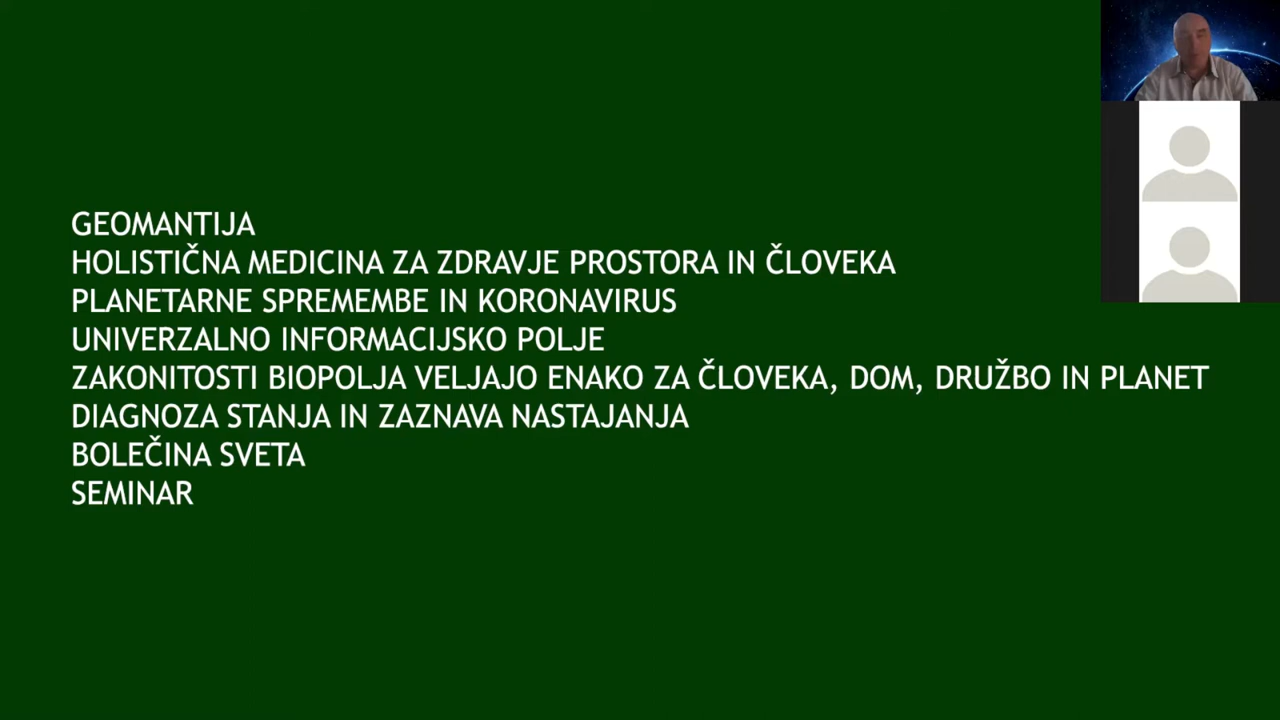 GEOMANTIJA
HOLISTIČNA MEDICINA ZA ZDRAVJE PROSTORA IN ČLOVEKA
PLANETARNE SPREMEMBE IN KORONAVIRUS
UNIVERZALNO INFORMACIJSKO POLJE
ZAKONITOSTI BIOPOLJA VELJAJO ENAKO ZA ČLOVEKA, DOM, DRUŽBO IN PLANET
DIAGNOZA STANJA IN ZAZNAVA NASTAJANJA
BOLEČINA SVETA
SEMINAR